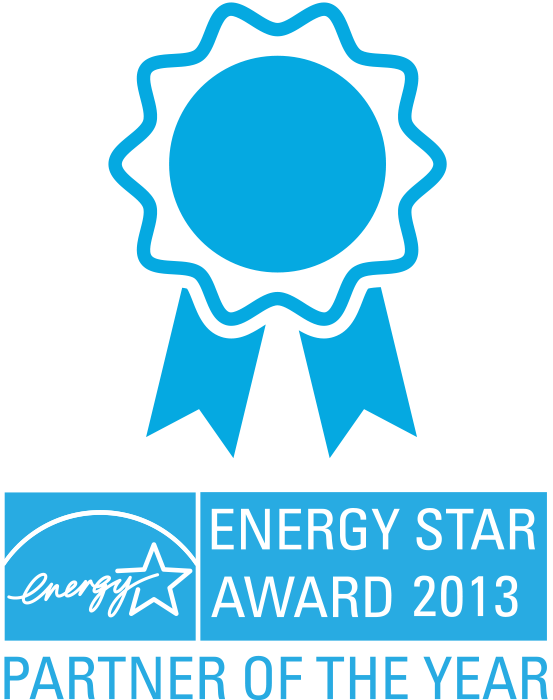 energy
ENERGY STAR
AWARD 2013
PARTNER OF THE YEAR